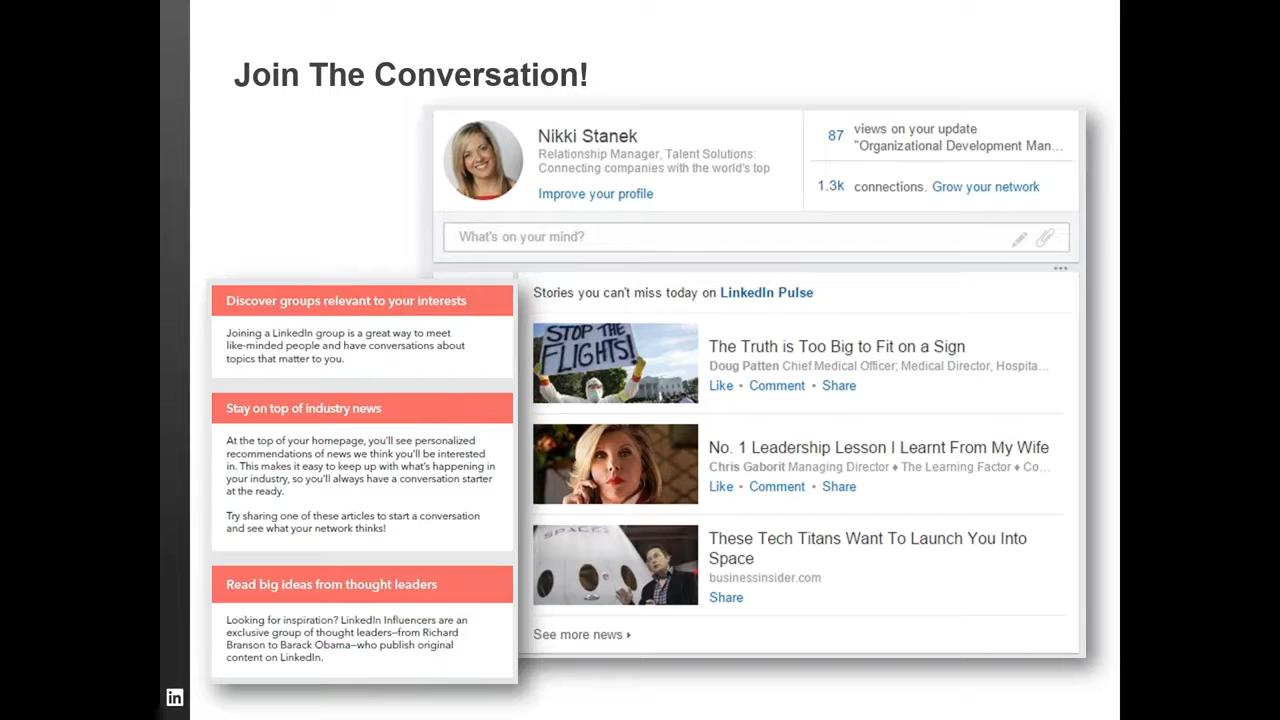 Join The Conversation!
Nikki Stanek
Relationship Manager, Talent Solutions:
Connecting companies with the world's top
Improve your profile
87 views on your update
"Organizational Development Man...
1.3k connections. Grow your network
What's on your mind?
Discover groups relevant to your interests
Joining a LinkedIn group is a great way to meet
like-minded people and have conversations about
topics that matter to you.
Stay on top of industry news
At the top of your homepage, you'll see personalized
recommendations of news we think you'll be interested
in. This makes it easy to keep up with what's happening in
your industry, so you'll always have a conversation starter
at the ready.
Try sharing one of these articles to start a conversation
and see what your network thinks!
Read big ideas from thought leaders
Looking for inspiration? LinkedIn Influencers are an
exclusive group of thought leaders—from Richard
Branson to Barack Obama—who publish original
content on LinkedIn.
Stories you can't miss today on LinkedIn Pulse
STOP THE
FLIGHTS!
The Truth is Too Big to Fit on a Sign
Doug Patten Chief Medical Officer; Medical Director, Hospita...
Like • Comment • Share
No. 1 Leadership Lesson I Learnt From My Wife
Chris Gaborit Managing Director ♦ The Learning Factor ♦ Co...
Like • Comment • Share
SPACEX
These Tech Titans Want To Launch You Into
Space
businessinsider.com
Share
See more news
in